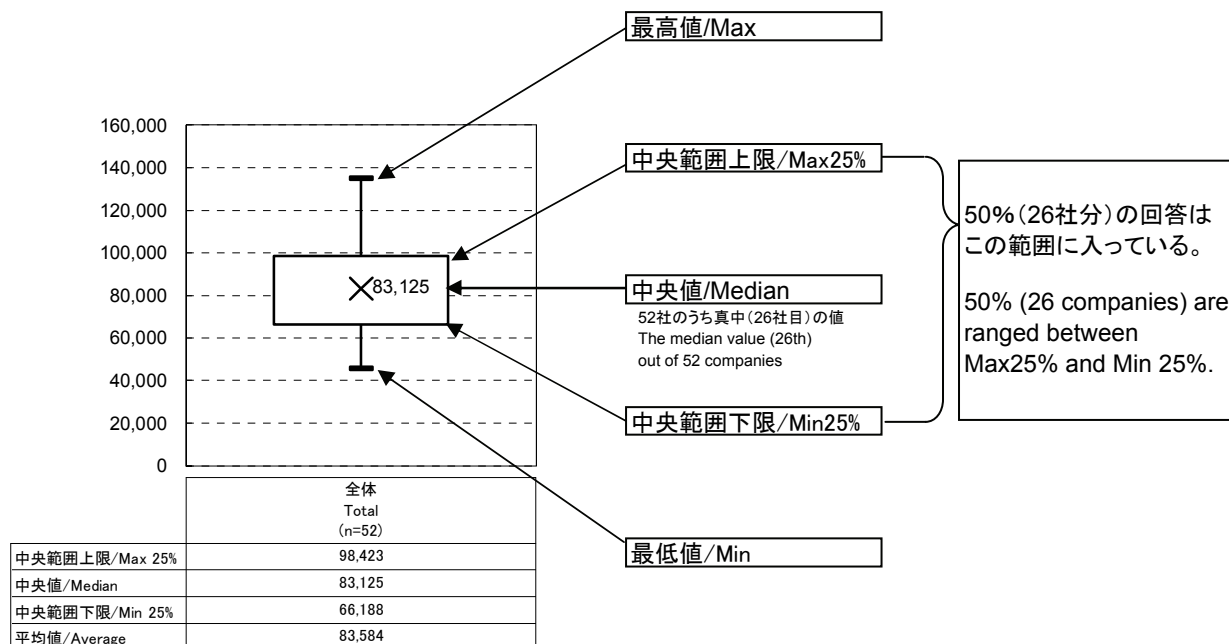 最高値/Max
160,000
140,000
120,000
100,000
80,000
60,000
40,000
20,000
0
83,125
中央範囲上限/Max25%
中央値/Median
52社のうち真中(26社目)の値
The median value (26th)
out of 52 companies
中央範囲下限/Min25%
最低値/Min
50%(26社分)の回答は
この範囲に入っている。
50% (26 companies) are
ranged between
Max25% and Min 25%.
全体
Total
(n=52)
中央範囲上限/Max 25% 98,423
中央値/Median 83,125
中央範囲下限/Min 25% 66,188
平均値/Average 83,584